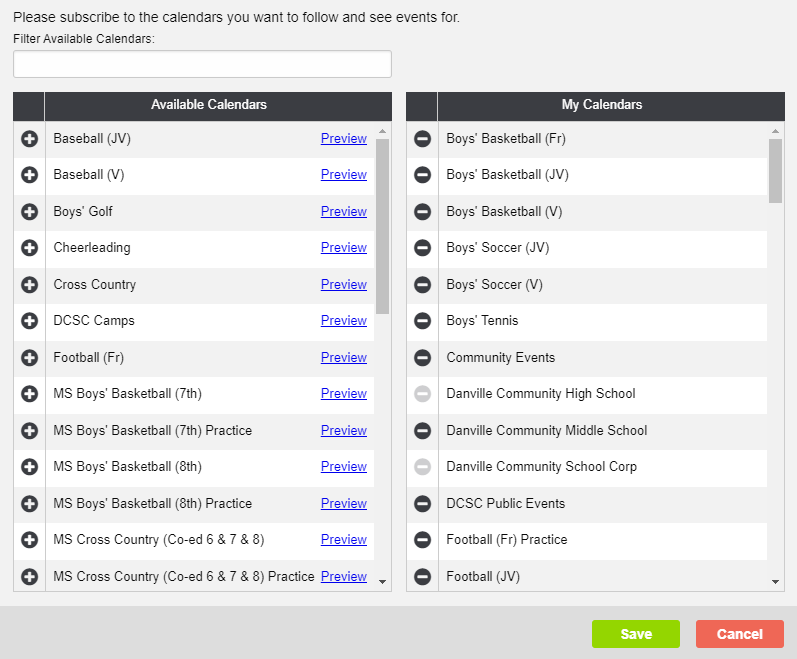 Please subscribe to the calendars you want to follow and see events for.
Filter Available Calendars:
Available Calendars
Baseball (JV) Preview
Baseball (V) Preview
Boys' Golf Preview
Cheerleading Preview
Cross Country Preview
DCSC Camps Preview
Football (Fr) Preview
MS Boys' Basketball (7th) Preview
MS Boys' Basketball (7th) Practice Preview
MS Boys' Basketball (8th) Preview
MS Boys' Basketball (8th) Practice Preview
MS Cross Country (Co-ed 6 & 7 & 8) Preview
MS Cross Country (Co-ed 6 & 7 & 8) Practice Preview
My Calendars
Boys' Basketball (Fr)
Boys' Basketball (JV)
Boys' Basketball (V)
Boys' Soccer (JV)
Boys' Soccer (V)
Boys' Tennis
Community Events
Danville Community High School
Danville Community Middle School
Danville Community School Corp
DCSC Public Events
Football (Fr) Practice
Football (JV)
Save
Cancel